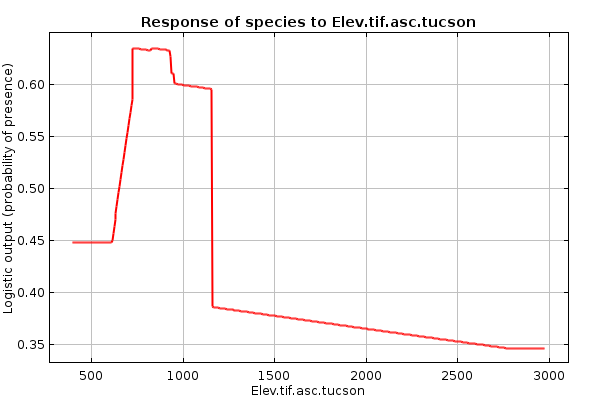 Response of species to Elev.tif.asc.tucson
Logistic output (probability of presence)
0.60
0.55
0.50
0.45
0.40
0.35
500 1000 1500 2000 2500 3000
Elev.tif.asc.tucson